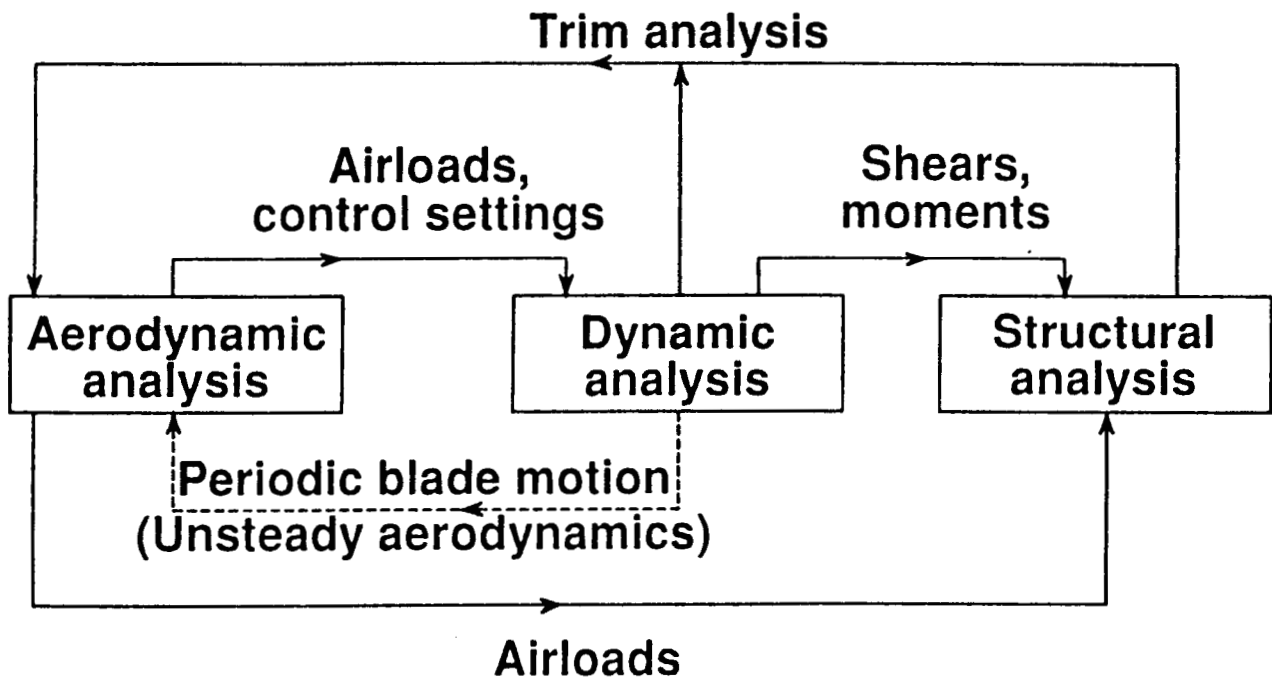 Trim analysis
Airloads,
control settings
Shears,
moments
Aerodynamic
analysis
Dynamic
analysis
Structural
analysis
Periodic blade motion
(Unsteady aerodynamics)
Airloads